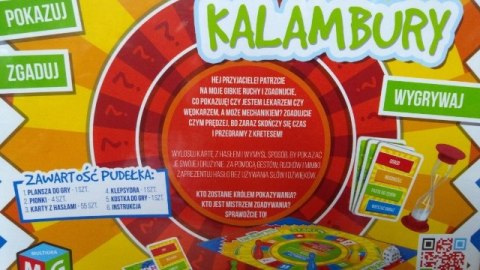 POKAZUJ
ZGADUJ
KALAMBURY
WYGRYWAJ
HEJ PRZYJACIELE! PATRZCIE
NA MOJE GIBKIE RUCHY I ZGADNIJCIE,
CO POKAZUJĘ! CZY JESTEM LEKARZEM CZY
WĘDKARZEM, A MOŻE MECHANIKIEM? ZGADUJCIE
CZYM PRĘDZEJ, BO ZARAZ SKOŃCZY SIĘ CZAS
I PRZEGRAMY Z KRETESEM!
WYLOSUJ KARTĘ Z HASŁEM I WYMYŚL SPOSÓB, BY POKAZAĆ
JE SWOJEJ DRUŻYNIE. ZA POMOCĄ GESTÓW, RUCHÓW I MIMIKI
ZAPREZENTUJ HASŁO BEZ UŻYWANIA SŁÓW I DŹWIĘKÓW.
KTO ZOSTANIE KRÓLEM POKAZYWANIA?
KTO JEST MISTRZEM ZGADYWANIA?
SPRAWDŹCIE TO!
ZAWARTOŚĆ PUDEŁKA:
1. PLANSZA DO GRY - 1 SZT.
2. PIONKI - 4 SZT.
3. KARTY Z HASŁAMI - 55 SZT.
4. KLEPSYDRA - 1 SZT.
5. KOSTKA DO GRY - 1 SZT.
6. INSTRUKCJA
MULTIGRA
M
G